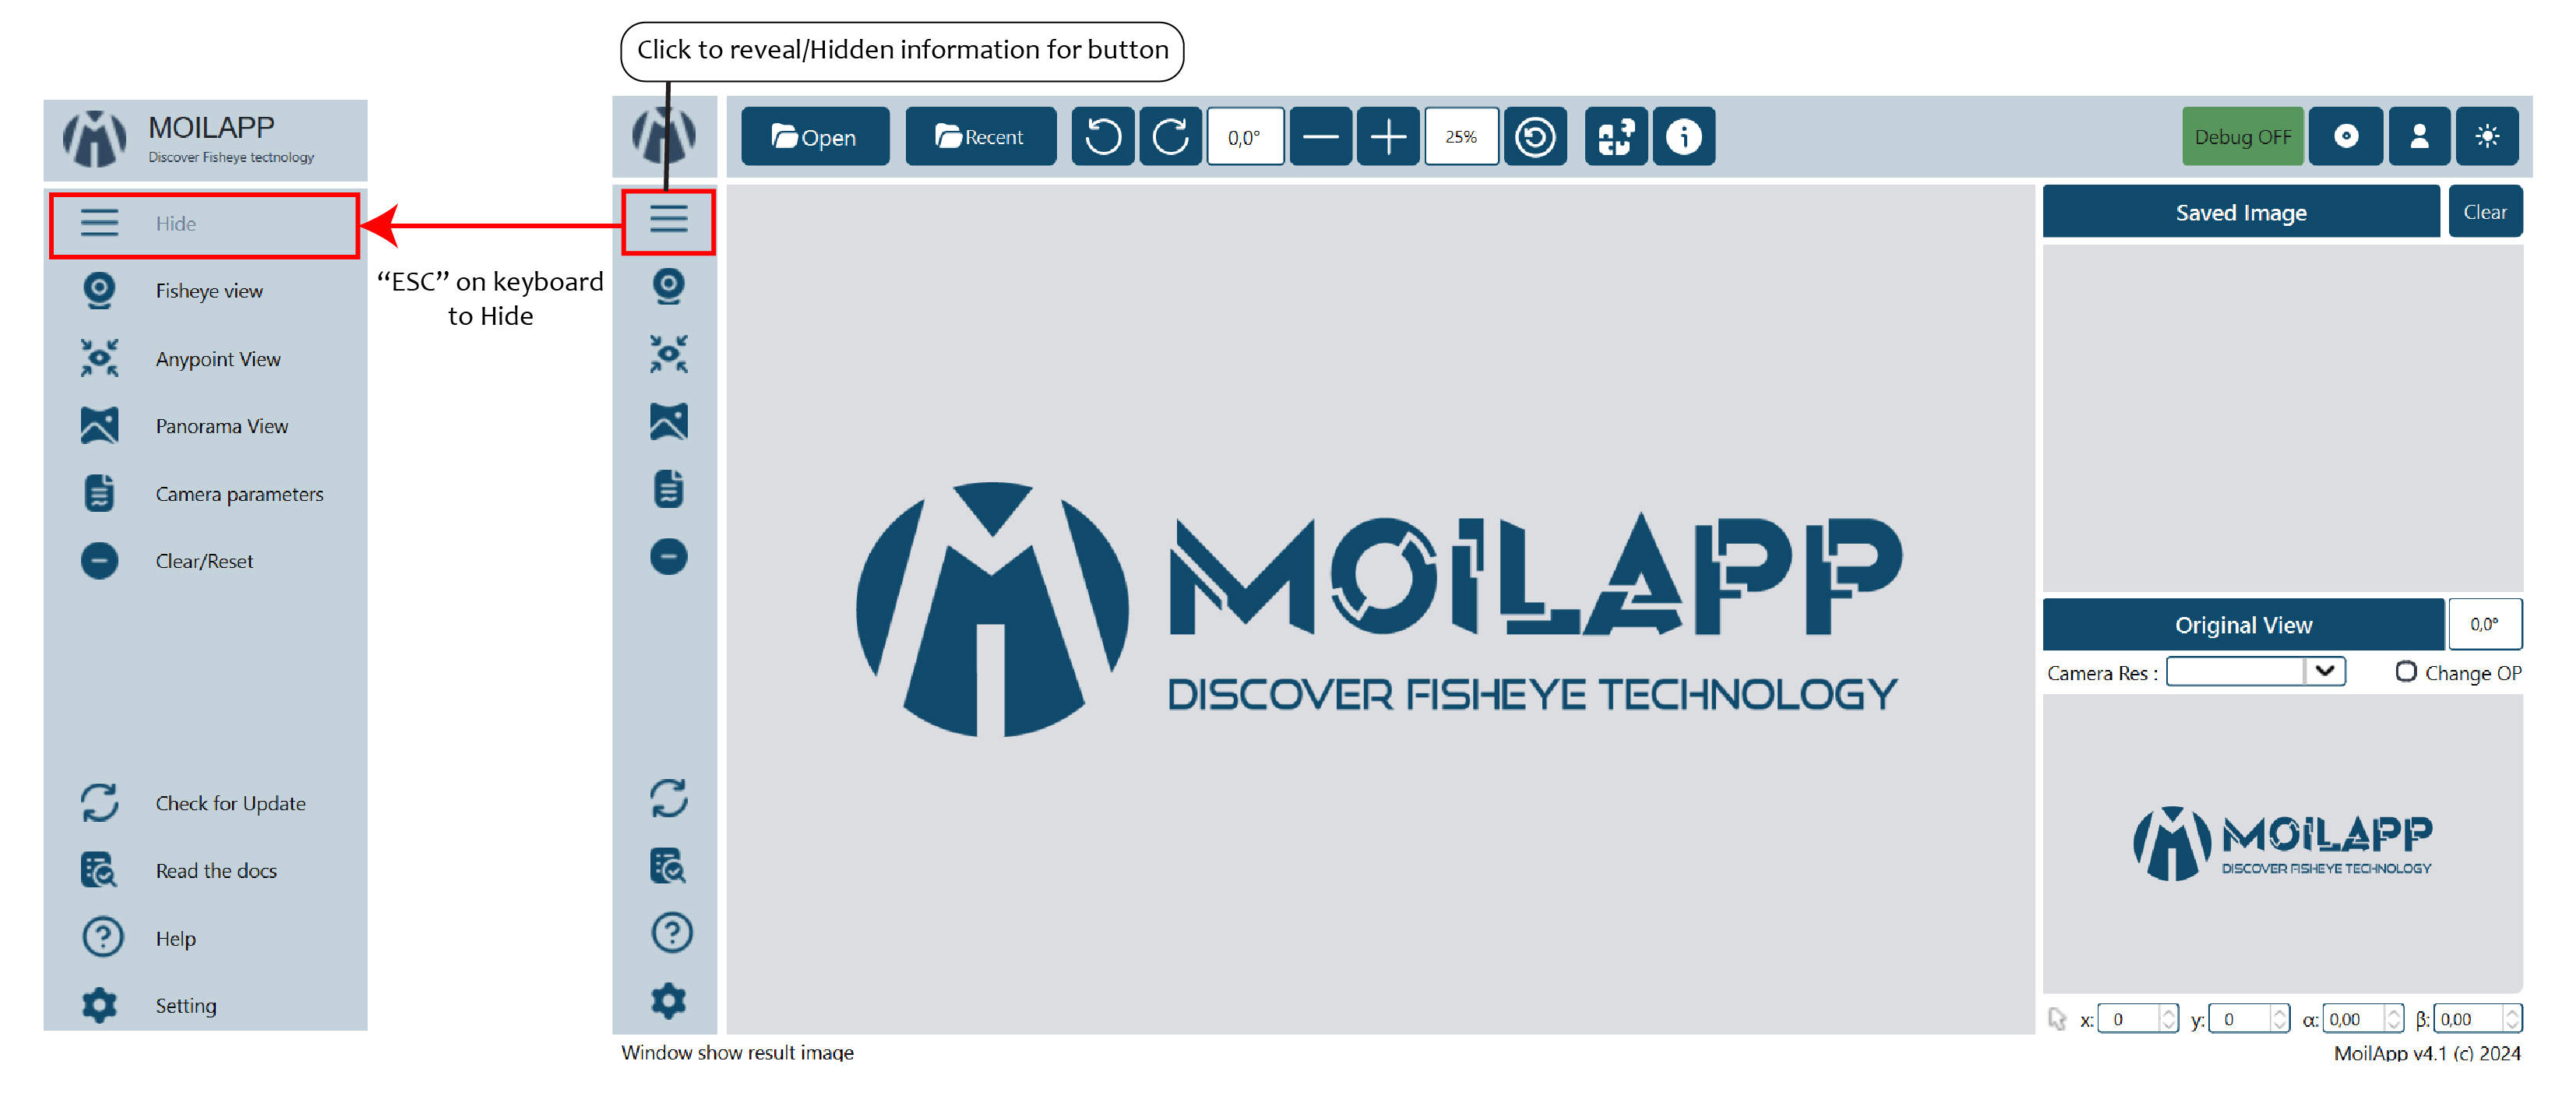 Click to reveal/Hidden information for button
MOILAPP
Discover Fisheye tectnology
Hide
Fisheye view
Anypoint View
Panorama View
Camera parameters
Clear/Reset
Check for Update
Read the docs
Help
Setting
“ESC” on keyboard
to Hide
Open
Recent
0,0°
25%
Debug OFF
MOILAPP
DISCOVER FISHEYE TECHNOLOGY
Saved Image
Clear
Original View
0,0°
Camera Res :
Change OP
MOILAPP
DISCOVER FISHEYE TECHNOLOGY
x: 0 y: 0 α: 0,00 β: 0,00
Window show result image
MoilApp v4.1 (c) 2024